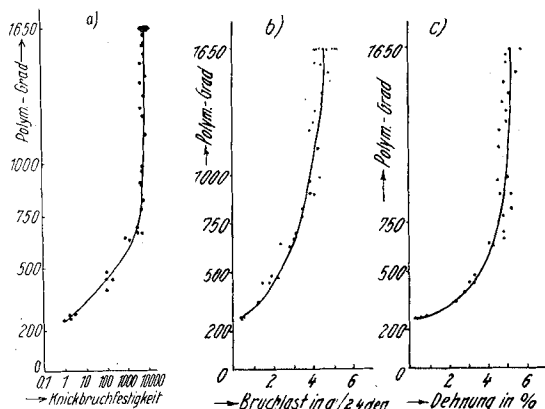 a)
Polym.-Grad
1650
1000
750
500
200
0
0.1 1 10 100 1000 10000
Knickbruchfestigkeit
b)
Polym.-Grad
1650
1000
750
500
200
0
2 4 6
Bruchlast in g/24den
c)
Polym.-Grad
1650
1000
750
500
200
0
2 4 6
Dehnung in %